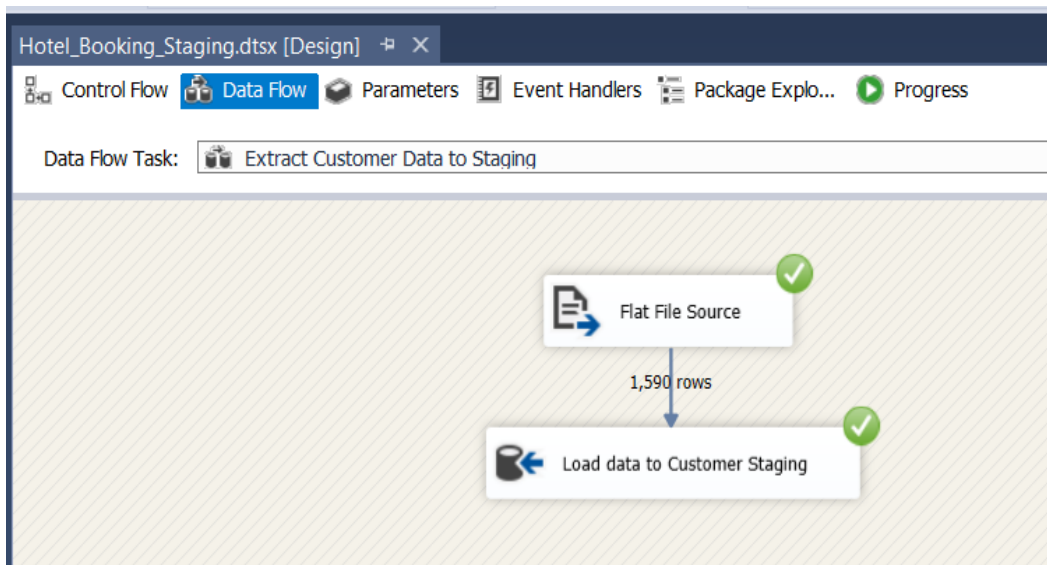 Hotel_Booking_Staging.dtsx [Design]
Control Flow Data Flow Parameters Event Handlers Package Explo... Progress
Data Flow Task: Extract Customer Data to Staging
Flat File Source
1,590 rows
Load data to Customer Staging